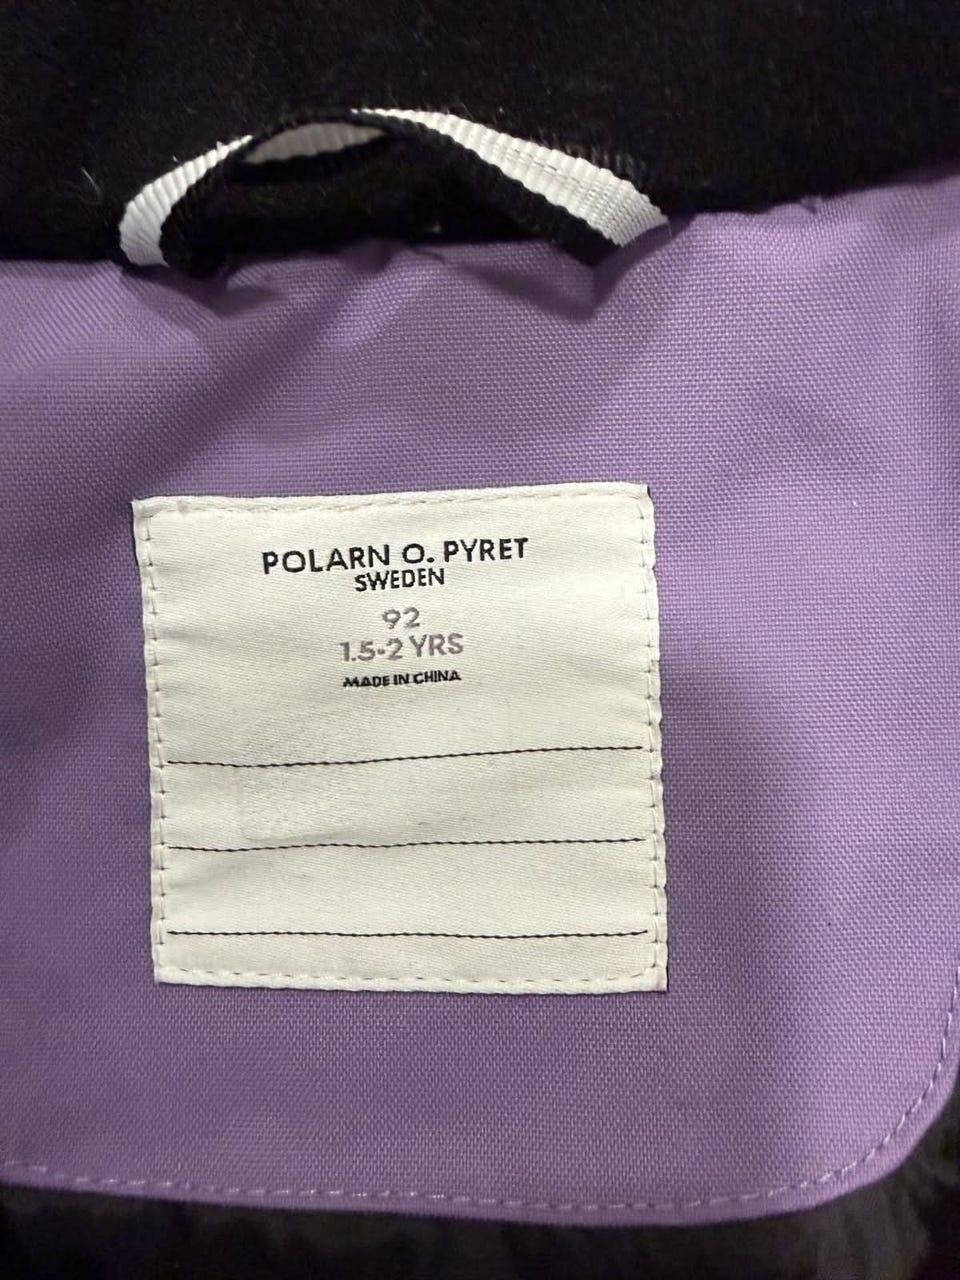 POLARN O. PYRET
SWEDEN
92
1.5-2 YRS
MADE IN CHINA